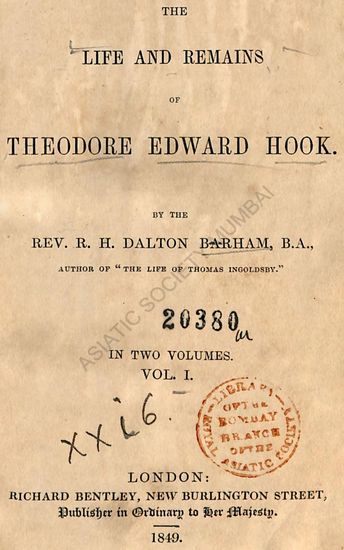 THE
LIFE AND REMAINS
OF
THEODORE EDWARD HOOK.
BY THE
REV. R. H. DALTON BARHAM, B.A.,
AUTHOR OF "THE LIFE OF THOMAS INGOLDSBY."
ASIATIC SOCIETY MUMBAI
20380
IN TWO VOLUMES.
VOL. I.
LIBRARY
OF THE
BOMBAY
BRANCH
OF THE
ROYAL ASIATIC SOCIETY
LONDON:
RICHARD BENTLEY, NEW BURLINGTON STREET,
Publisher in Ordinary to Her Majesty.
1849.